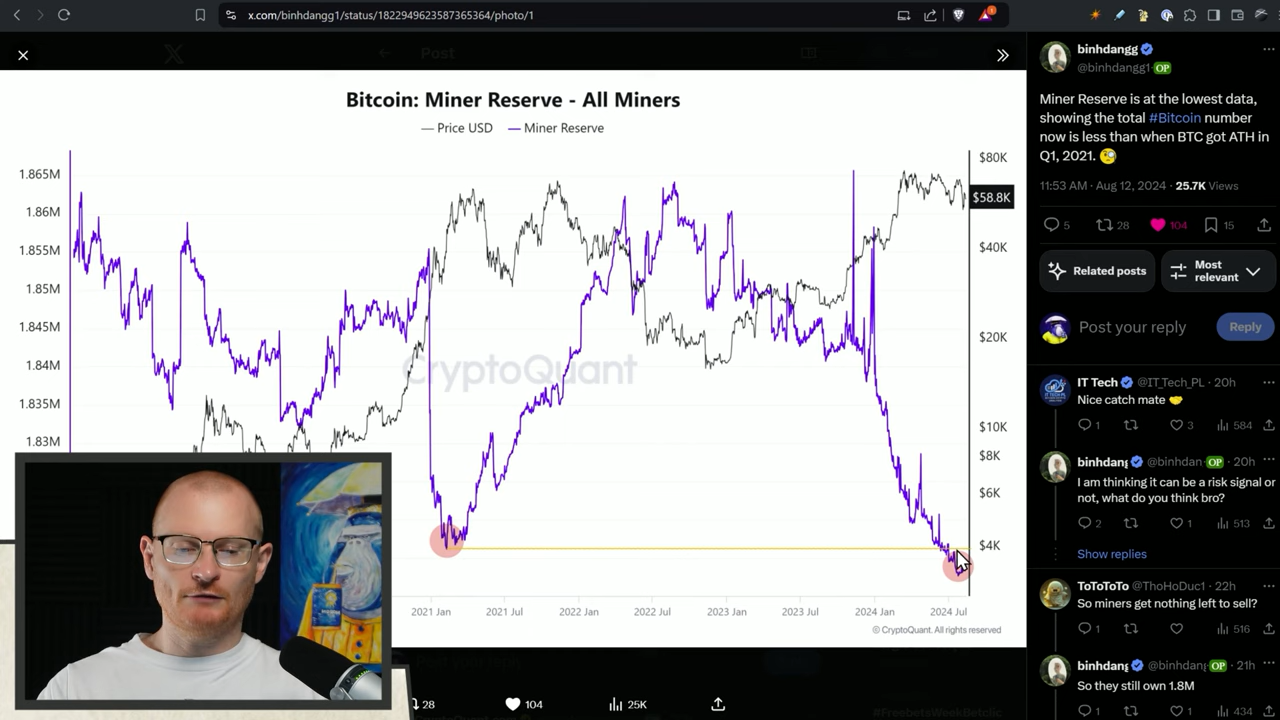 x.com/binhdangg1/status/1822949623587365364/photo/1
Post
Bitcoin: Miner Reserve - All Miners
Price USD Miner Reserve
1.865M
1.86M
1.855M
1.85M
1.845M
1.84M
1.835M
1.83M
$80K
$58.8K
$40K
$20K
$10K
$8K
$6K
$4K
CryptoQuant
2021 Jan 2021 Jul 2022 Jan 2022 Jul 2023 Jan 2023 Jul 2024 Jan 2024 Jul
© CryptoQuant. All rights reserved
Post your reply
28 104 25K
binhdangg
@binhdangg1 OP
Miner Reserve is at the lowest data,
showing the total #Bitcoin number
now is less than when BTC got ATH in
Q1, 2021.
11:53 AM · Aug 12, 2024 · 25.7K Views
5 28 104 15
Related posts
Most
relevant
Post your reply
Reply
IT Tech @IT_Tech_PL · 20h
Nice catch mate
1 3 584
binhdang @binhdan OP · 20h
I am thinking it can be a risk signal or
not, what do you think bro?
2 1 513
Show replies
ToToToTo @ThoHoDuc1 · 22h
So miners get nothing left to sell?
1 516
binhdang @binhdang OP · 21h
So they still own 1.8M
1 1 434